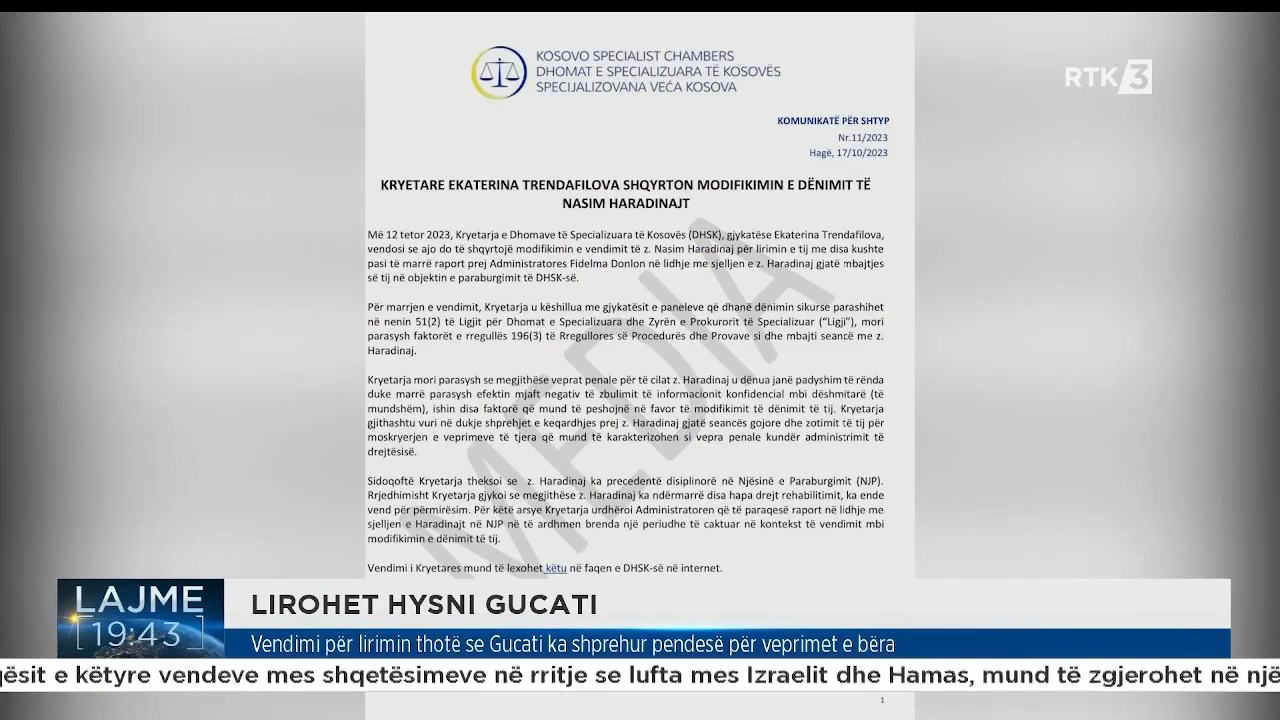 KOSOVO SPECIALIST CHAMBERS
DHOMAT E SPECIALIZUARA TË KOSOVËS
SPECIJALIZOVANA VEĆA KOSOVA
RTK 3
KOMUNIKATË PËR SHTYP
Nr.11/2023
Hagë, 17/10/2023
KRYETARE EKATERINA TRENDAFILOVA SHQYRTON MODIFIKIMIN E DËNIMIT TË
NASIM HARADINAJT
Më 12 tetor 2023, Kryetarja e Dhomave të Specializuara të Kosovës (DHSK), gjykatëse Ekaterina Trendafilova,
vendosi se ajo do të shqyrtojë modifikimin e vendimit të z. Nasim Haradinaj për lirimin e tij me disa kushte
pasi të marrë raport prej Administratores Fidelma Donlon në lidhje me sjelljen e z. Haradinaj gjatë mbajtjes
së tij në objektin e paraburgimit të DHSK-së.
Për marrjen e vendimit, Kryetarja u këshillua me gjykatësit e paneleve që dhanë dënimin sikurse parashihet
në nenin 51(2) të Ligjit për Dhomat e Specializuara dhe Zyrën e Prokurorit të Specializuar (“Ligji”), mori
parasysh faktorët e rregullës 196(3) të Rregullores së Procedurës dhe Provave si dhe mbajti seancë me z.
Haradinaj.
Kryetarja mori parasysh se megjithëse veprat penale për të cilat z. Haradinaj u dënua janë padyshim të rënda
duke marrë parasysh efektin mjaft negativ të zbulimit të informacionit konfidencial mbi dëshmitarë (të
mundshëm), ishin disa faktorë që mund të peshojnë në favor të modifikimit të dënimit të tij. Kryetarja
gjithashtu vuri në dukje shprehjet e keqardhjes prej z. Haradinaj gjatë seancës gojore dhe zotimit të tij për
moskryerjen e veprimeve të tjera që mund të karakterizohen si vepra penale kundër administrimit të
drejtësisë.
Sidoqoftë Kryetarja theksoi se z. Haradinaj ka precedentë disiplinorë në Njësinë e Paraburgimit (NJP).
Rrjedhimisht Kryetarja gjykoi se megjithëse z. Haradinaj ka ndërmarrë disa hapa drejt rehabilitimit, ka ende
vend për përmirësim. Për këtë arsye Kryetarja urdhëroi Administratoren që të paraqesë raport në lidhje me
sjelljen e Haradinajt në NJP në të ardhmen brenda një periudhe të caktuar në kontekst të vendimit mbi
modifikimin e dënimit të tij.
Vendimi i Kryetares mund të lexohet këtu në faqen e DHSK-së në internet.
MEDIA
LAJME
19:43
LIROHET HYSNI GUCATI
Vendimi për lirimin thotë se Gucati ka shprehur pendesë për veprimet e bëra
qësit e këtyre vendeve mes shqetësimeve në rritje se lufta mes Izraelit dhe Hamas, mund të zgjerohet në një
1